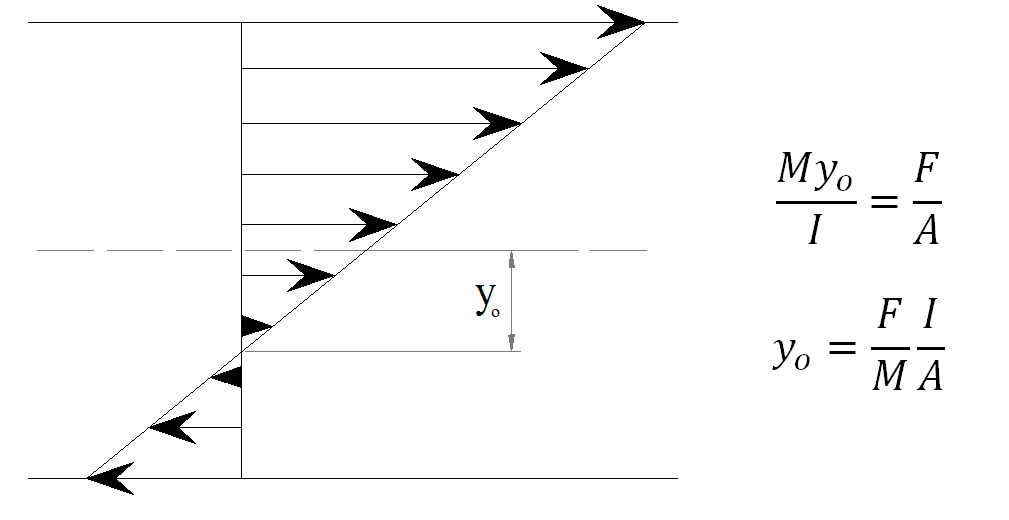 My₀/I = F/A
y₀
y₀ = F/M I/A